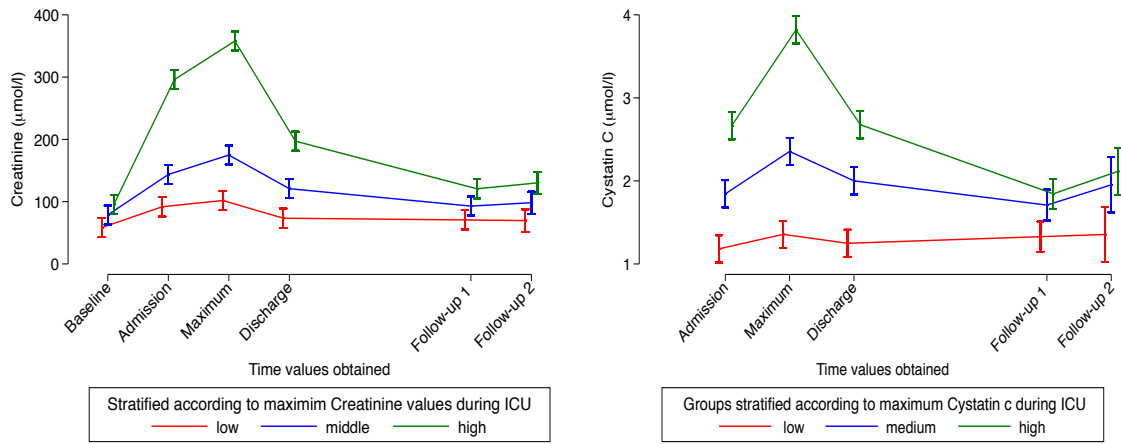 Creatinine (μmol/l)
400
300
200
100
0
Baseline
Admission
Maximum
Discharge
Follow-up 1
Follow-up 2
Time values obtained
Stratified according to maximim Creatinine values during ICU
low middle high
Cystatin C (μmol/l)
4
3
2
1
Admission
Maximum
Discharge
Follow-up 1
Follow-up 2
Time values obtained
Groups stratified according to maximum Cystatin c during ICU
low medium high